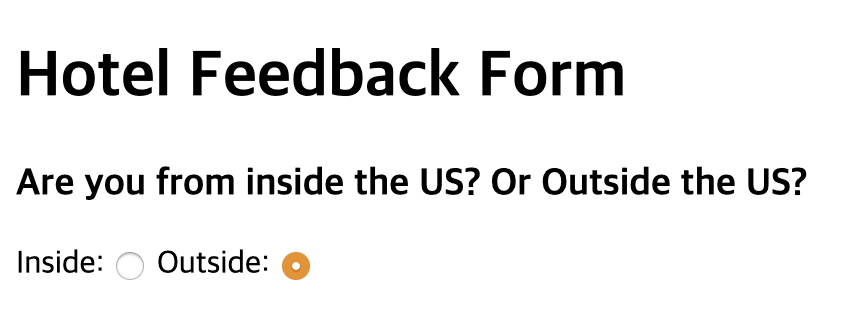 Hotel Feedback Form
Are you from inside the US? Or Outside the US?
Inside: Outside: